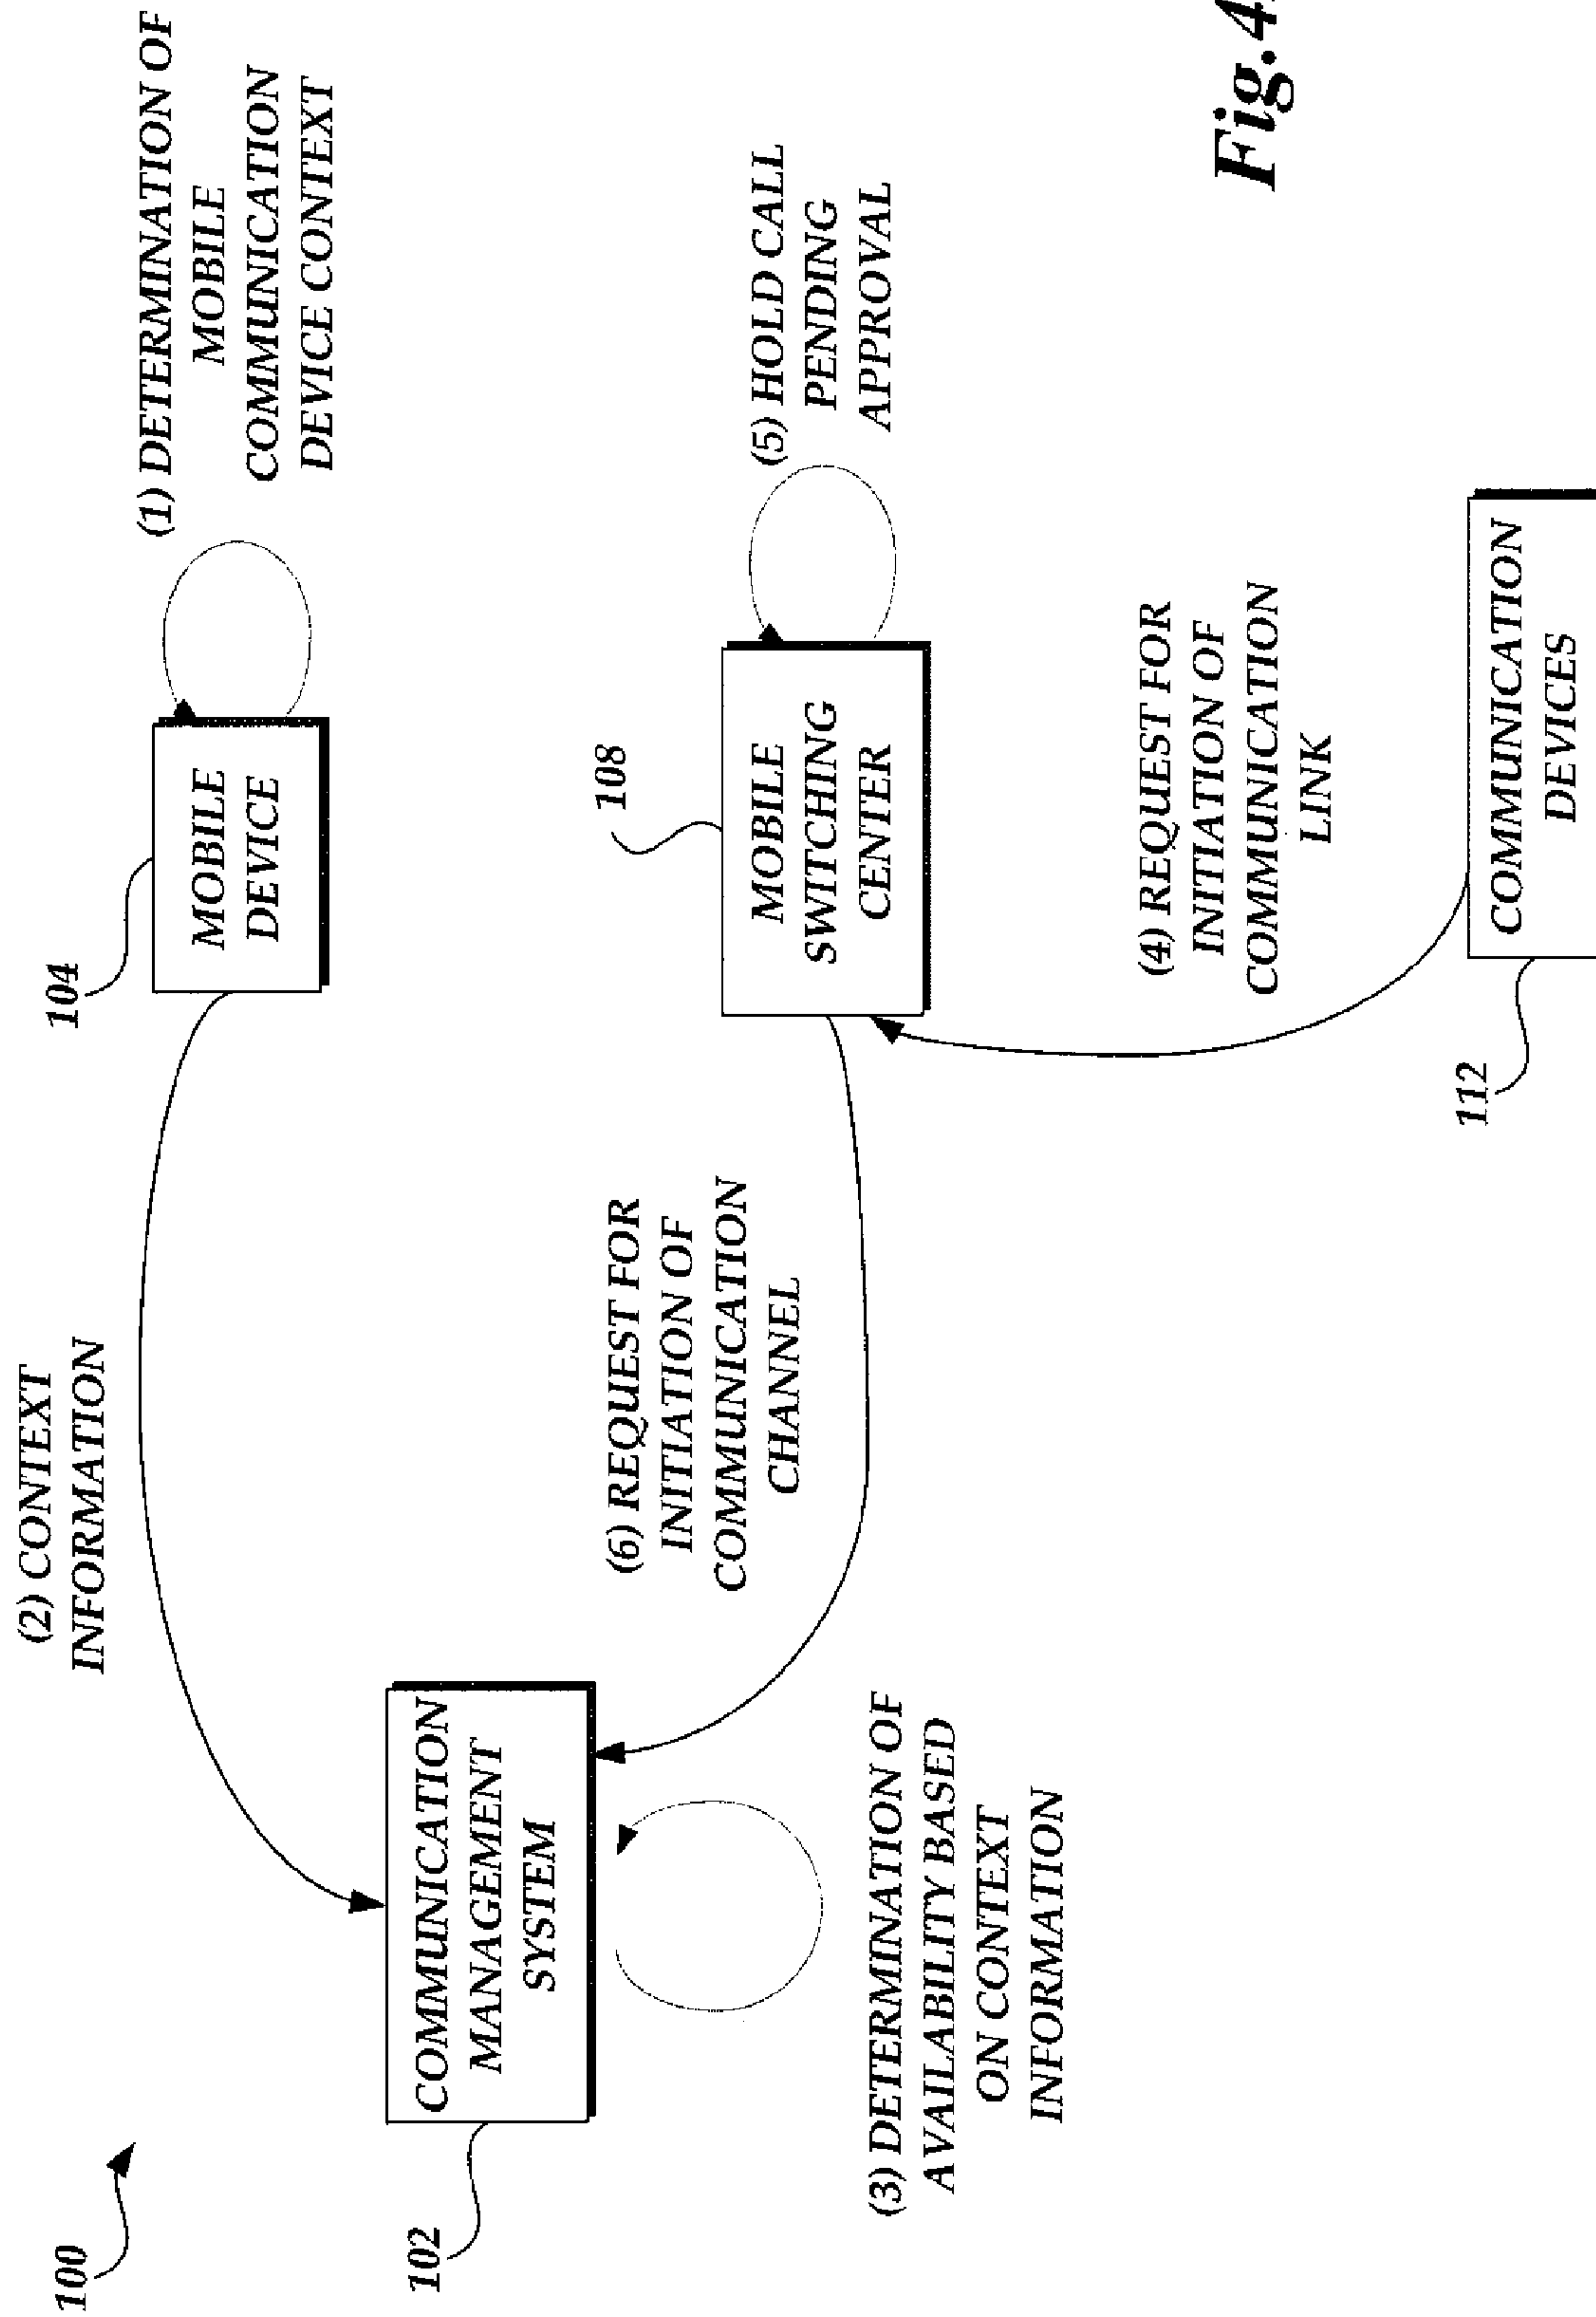 100
(2) CONTEXT
INFORMATION
104
MOBILE
DEVICE
(1) DETERMINATION OF
MOBILE
COMMUNICATION
DEVICE CONTEXT
102
COMMUNICATION
MANAGEMENT
SYSTEM
(6) REQUEST FOR
INITIATION OF
COMMUNICATION
CHANNEL
108
MOBILE
SWITCHING
CENTER
(5) HOLD CALL
PENDING
APPROVAL
(3) DETERMINATION OF
AVAILABILITY BASED
ON CONTEXT
INFORMATION
(4) REQUEST FOR
INITIATION OF
COMMUNICATION
LINK
Fig.4
112
COMMUNICATION
DEVICES